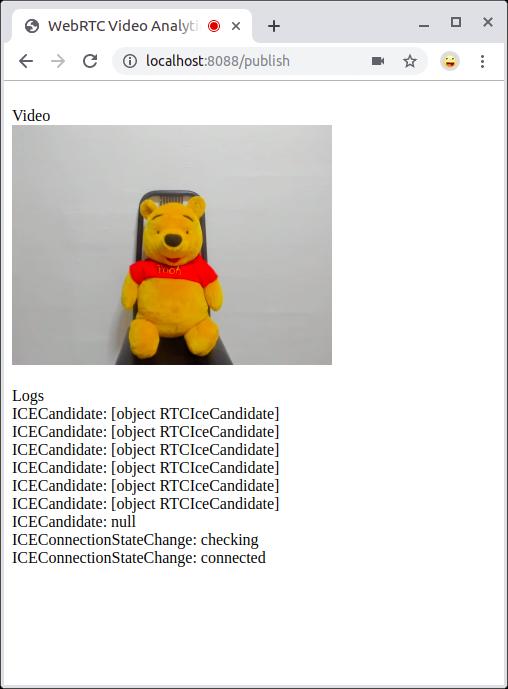 WebRTC Video Analyti
localhost:8088/publish
Video
Pooh
Logs
ICECandidate: [object RTCIceCandidate]
ICECandidate: [object RTCIceCandidate]
ICECandidate: [object RTCIceCandidate]
ICECandidate: [object RTCIceCandidate]
ICECandidate: [object RTCIceCandidate]
ICECandidate: [object RTCIceCandidate]
ICECandidate: null
ICEConnectionStateChange: checking
ICEConnectionStateChange: connected